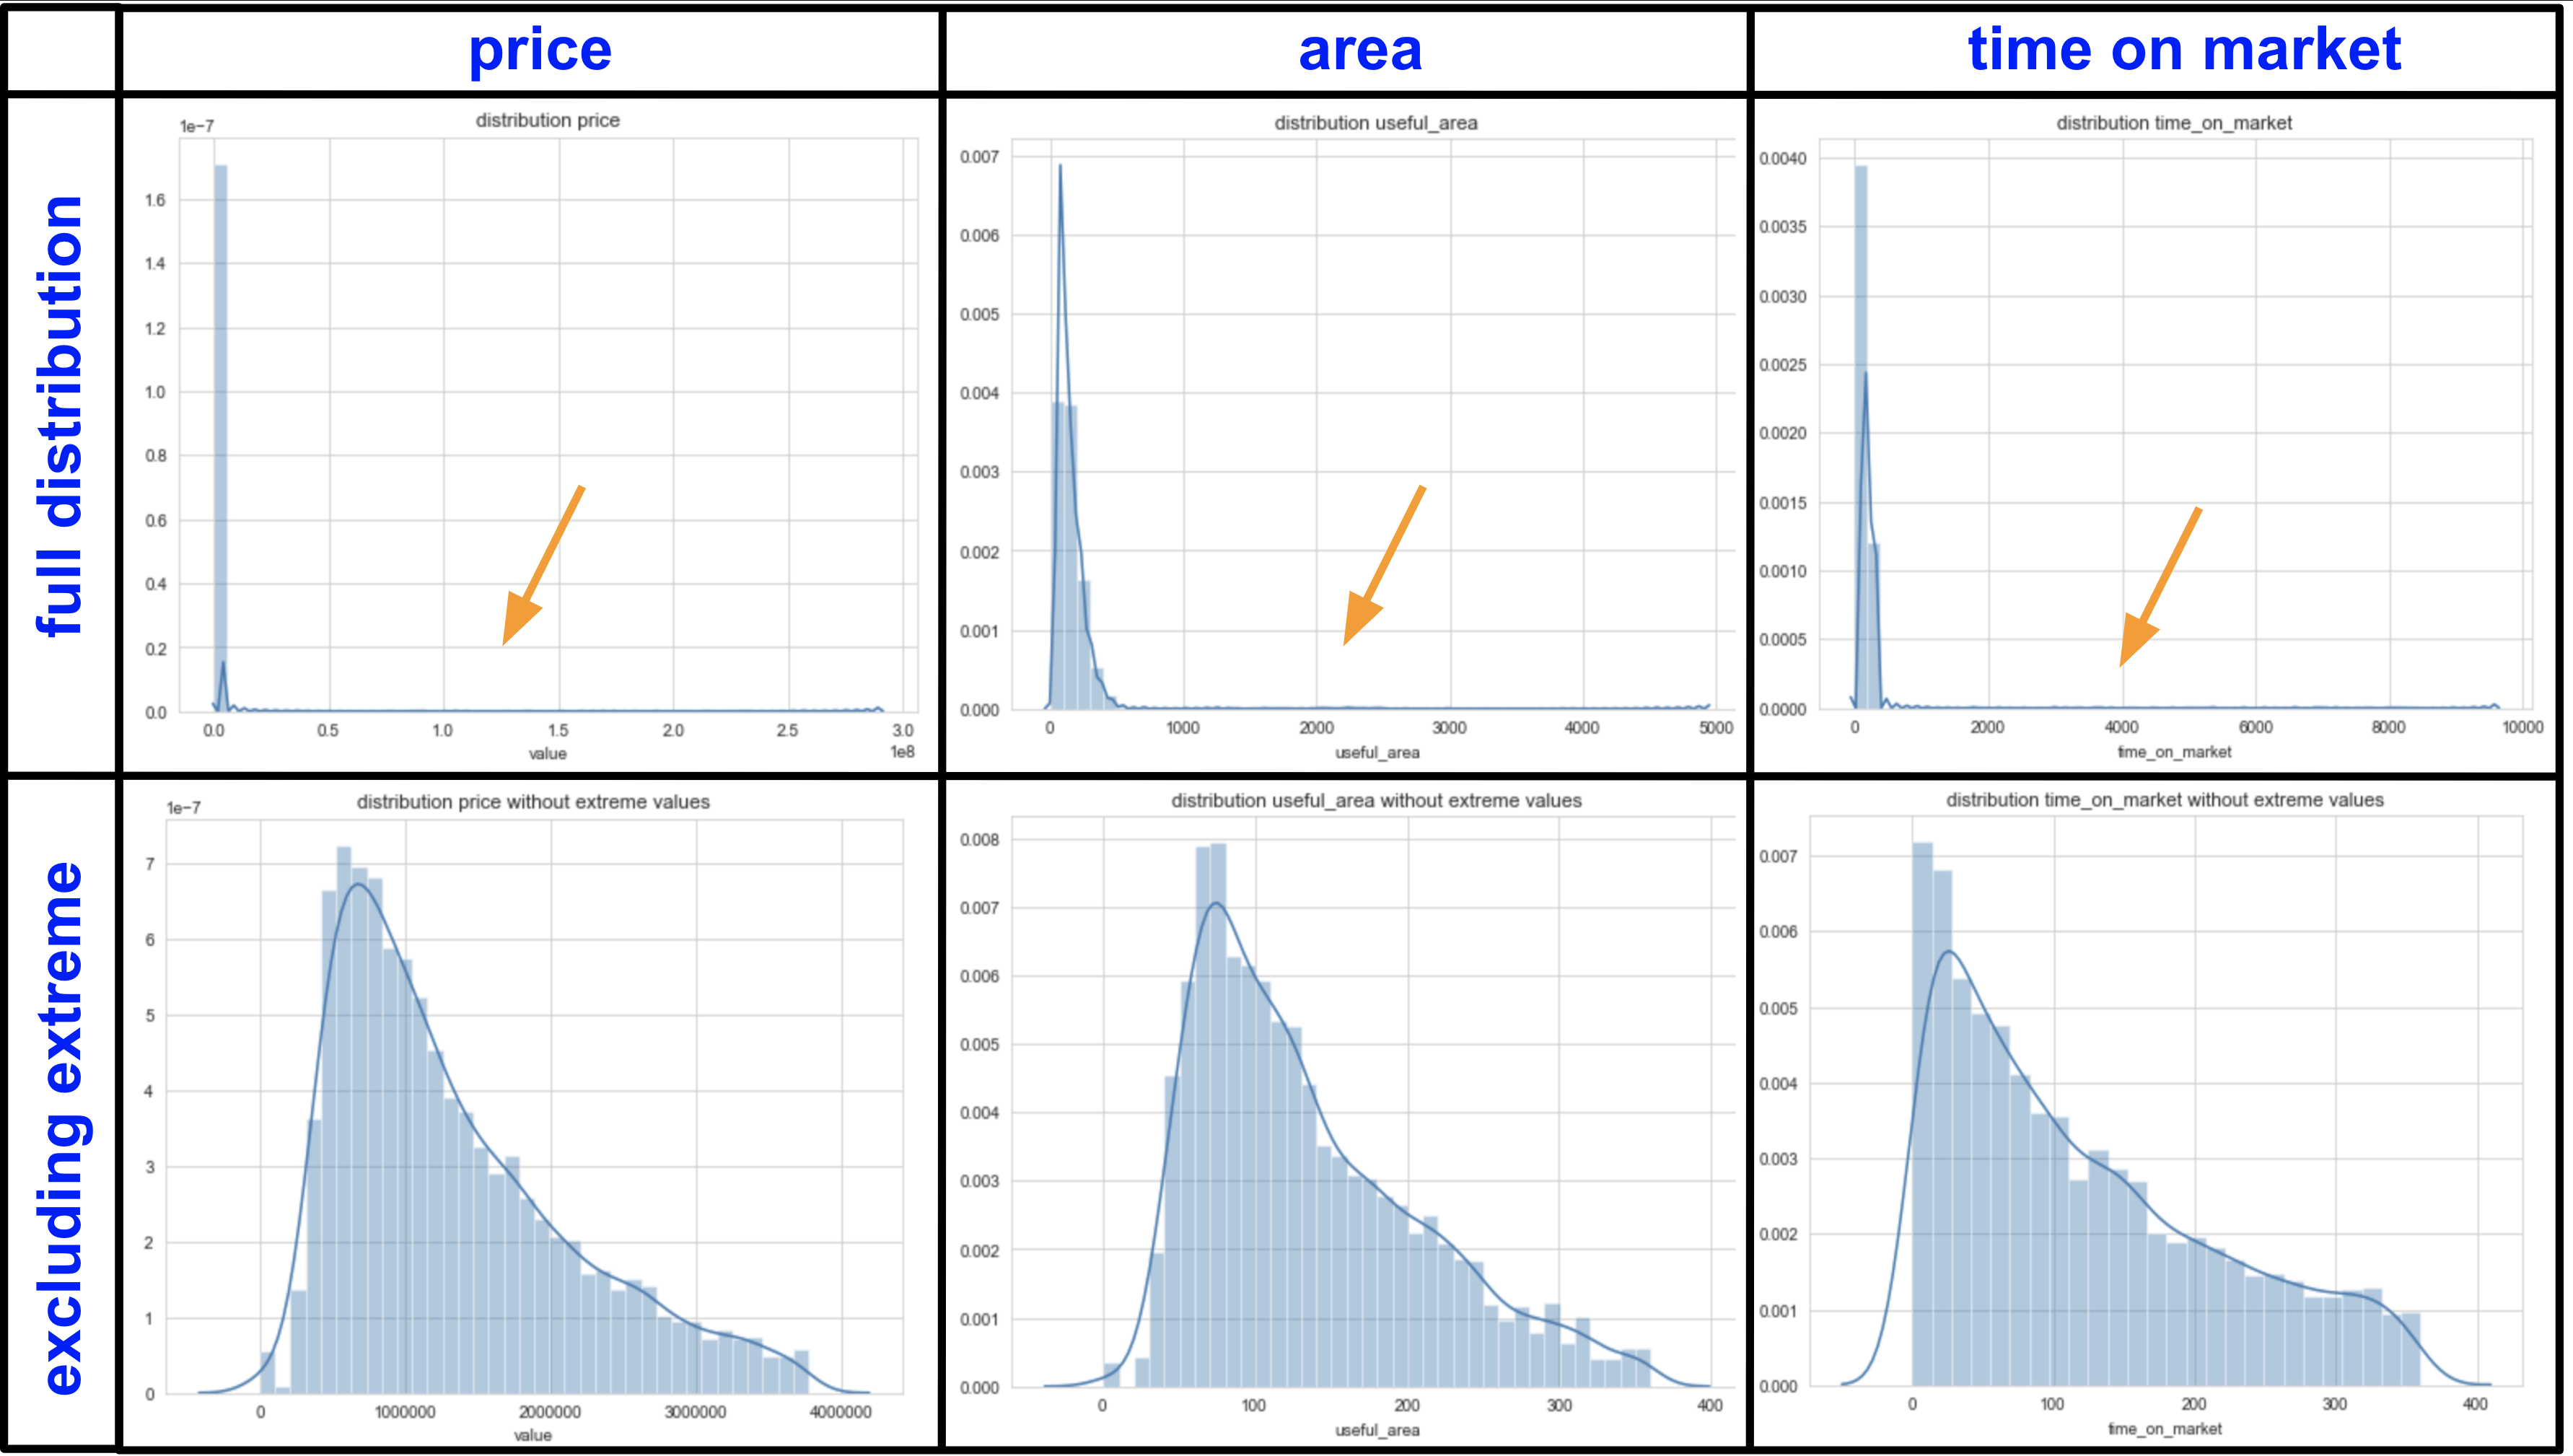 price
area
time on market
full distribution
distribution price
1e−7
1.6
1.4
1.2
1.0
0.8
0.6
0.4
0.2
0.0
0.0 0.5 1.0 1.5 2.0 2.5 3.0
1e8
value
distribution useful_area
0.007
0.006
0.005
0.004
0.003
0.002
0.001
0.000
0 1000 2000 3000 4000 5000
useful_area
distribution time_on_market
0.0040
0.0035
0.0030
0.0025
0.0020
0.0015
0.0010
0.0005
0.0000
0 2000 4000 6000 8000 10000
time_on_market
excluding extreme
distribution price without extreme values
1e−7
7
6
5
4
3
2
1
0
0 1000000 2000000 3000000 4000000
value
distribution useful_area without extreme values
0.008
0.007
0.006
0.005
0.004
0.003
0.002
0.001
0.000
0 100 200 300 400
useful_area
distribution time_on_market without extreme values
0.007
0.006
0.005
0.004
0.003
0.002
0.001
0.000
0 100 200 300 400
time_on_market